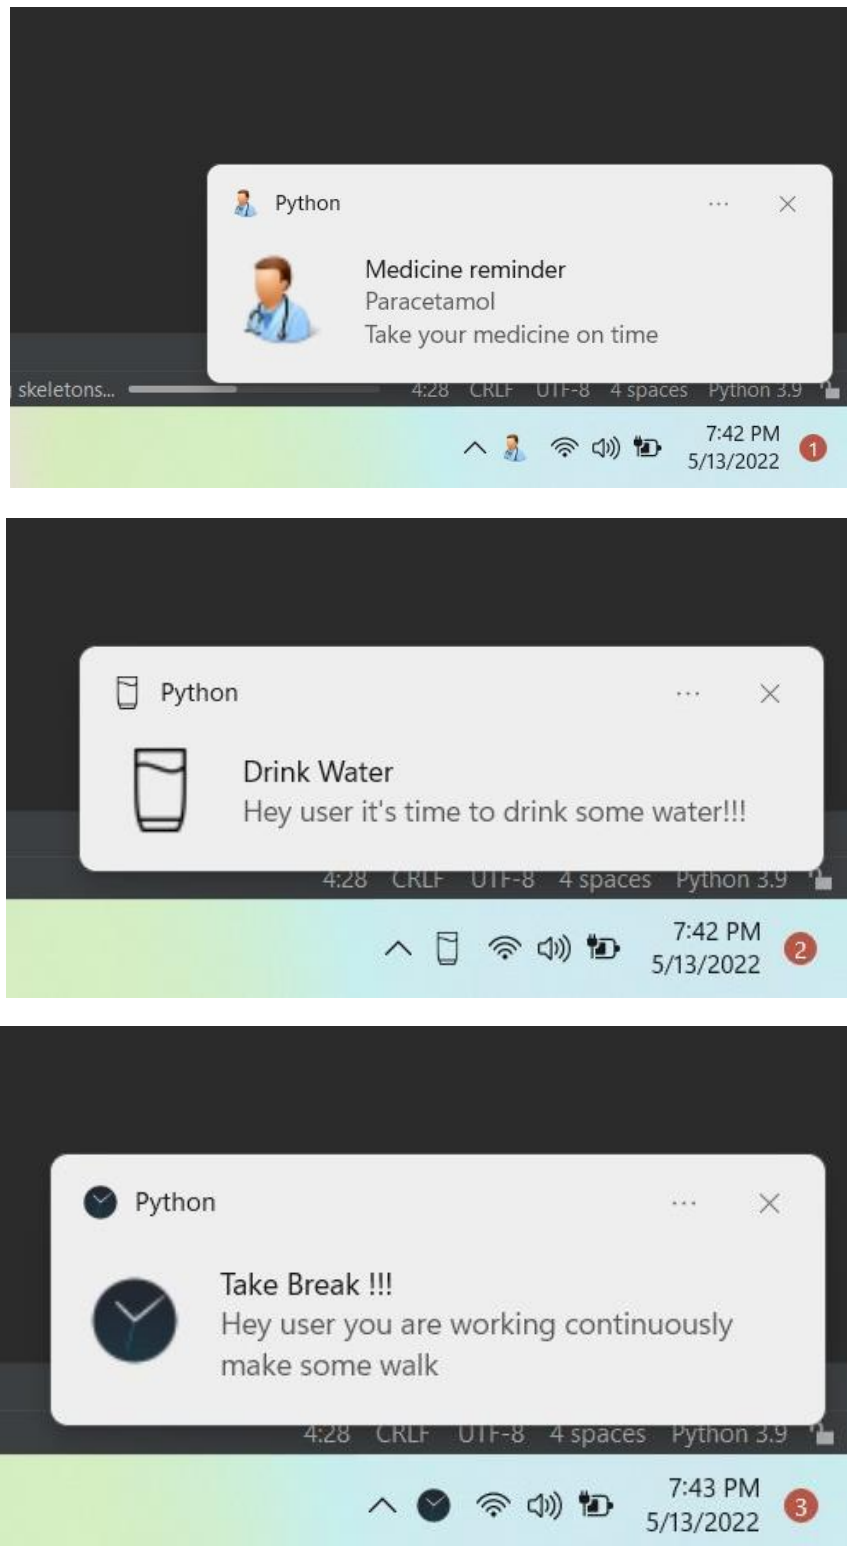 Python
Medicine reminder
Paracetamol
Take your medicine on time
skeletons...
4:28 CRLF UTF-8 4 spaces Python 3.9
7:42 PM
5/13/2022
1
Python
Drink Water
Hey user it's time to drink some water!!!
4:28 CRLF UTF-8 4 spaces Python 3.9
7:42 PM
5/13/2022
2
Python
Take Break !!!
Hey user you are working continuously
make some walk
4:28 CRLF UTF-8 4 spaces Python 3.9
7:43 PM
5/13/2022
3